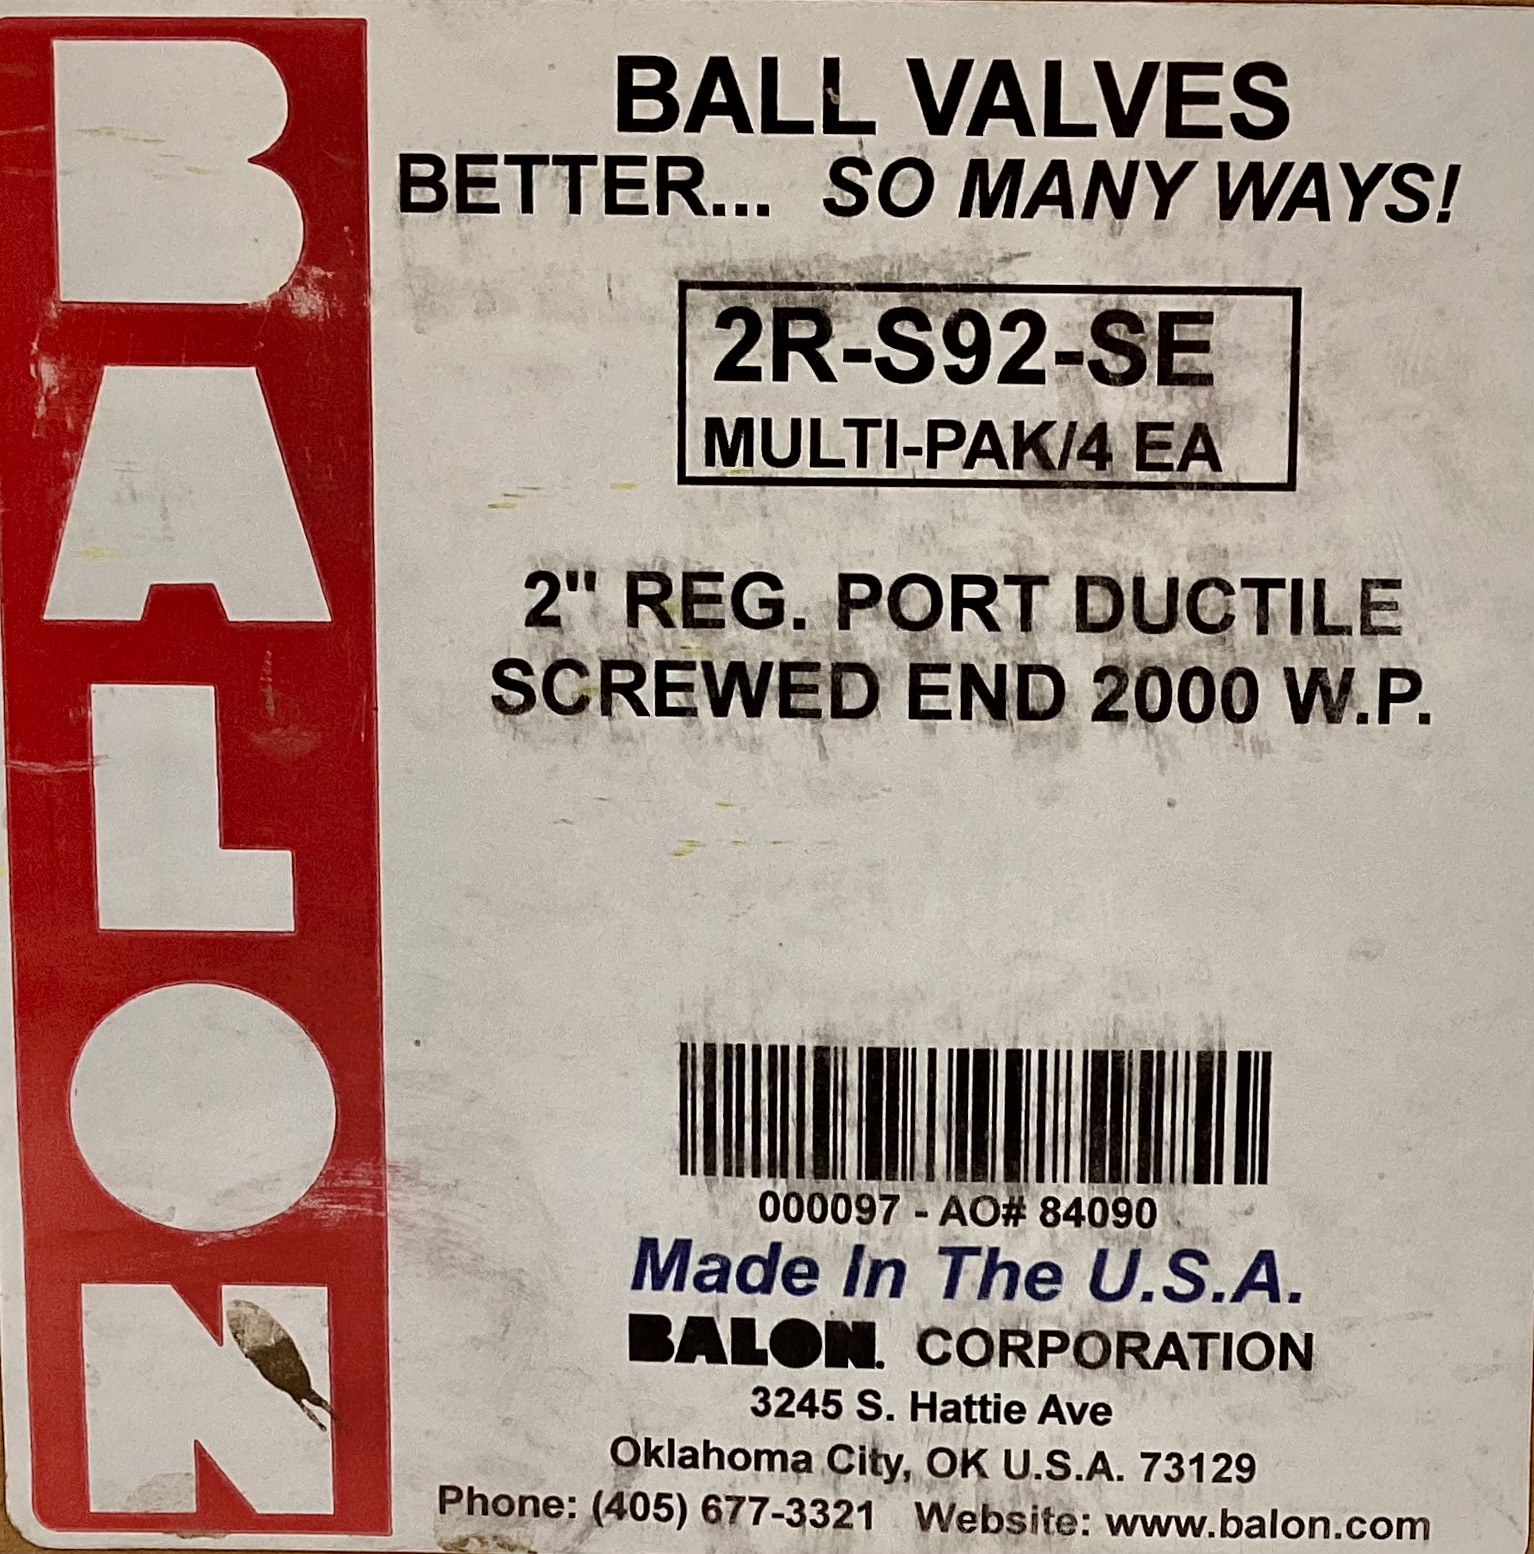 BALON
BALL VALVES
BETTER... SO MANY WAYS!
2R-S92-SE
MULTI-PAK/4 EA
2" REG. PORT DUCTILE
SCREWED END 2000 W.P.
000097 - AO# 84090
Made In The U.S.A.
BALON. CORPORATION
3245 S. Hattie Ave
Oklahoma City, OK U.S.A. 73129
Phone: (405) 677-3321 Website: www.balon.com